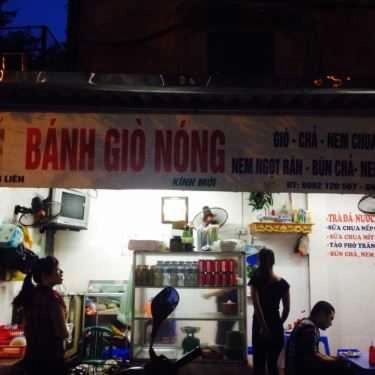 BÁNH GIÒ NÓNG
KÍNH MỜI
GIÒ - CHẢ - NEM CHUA
NEM NGỌT RÁN - BÚN CHẢ - NEM
LIÊN
- TRÀ ĐÁ
- SỮA CHUA NẾP
- SỮA CHUA MÍT
- TÀO PHỚ TRÂN
- BÚN CHẢ, NEM